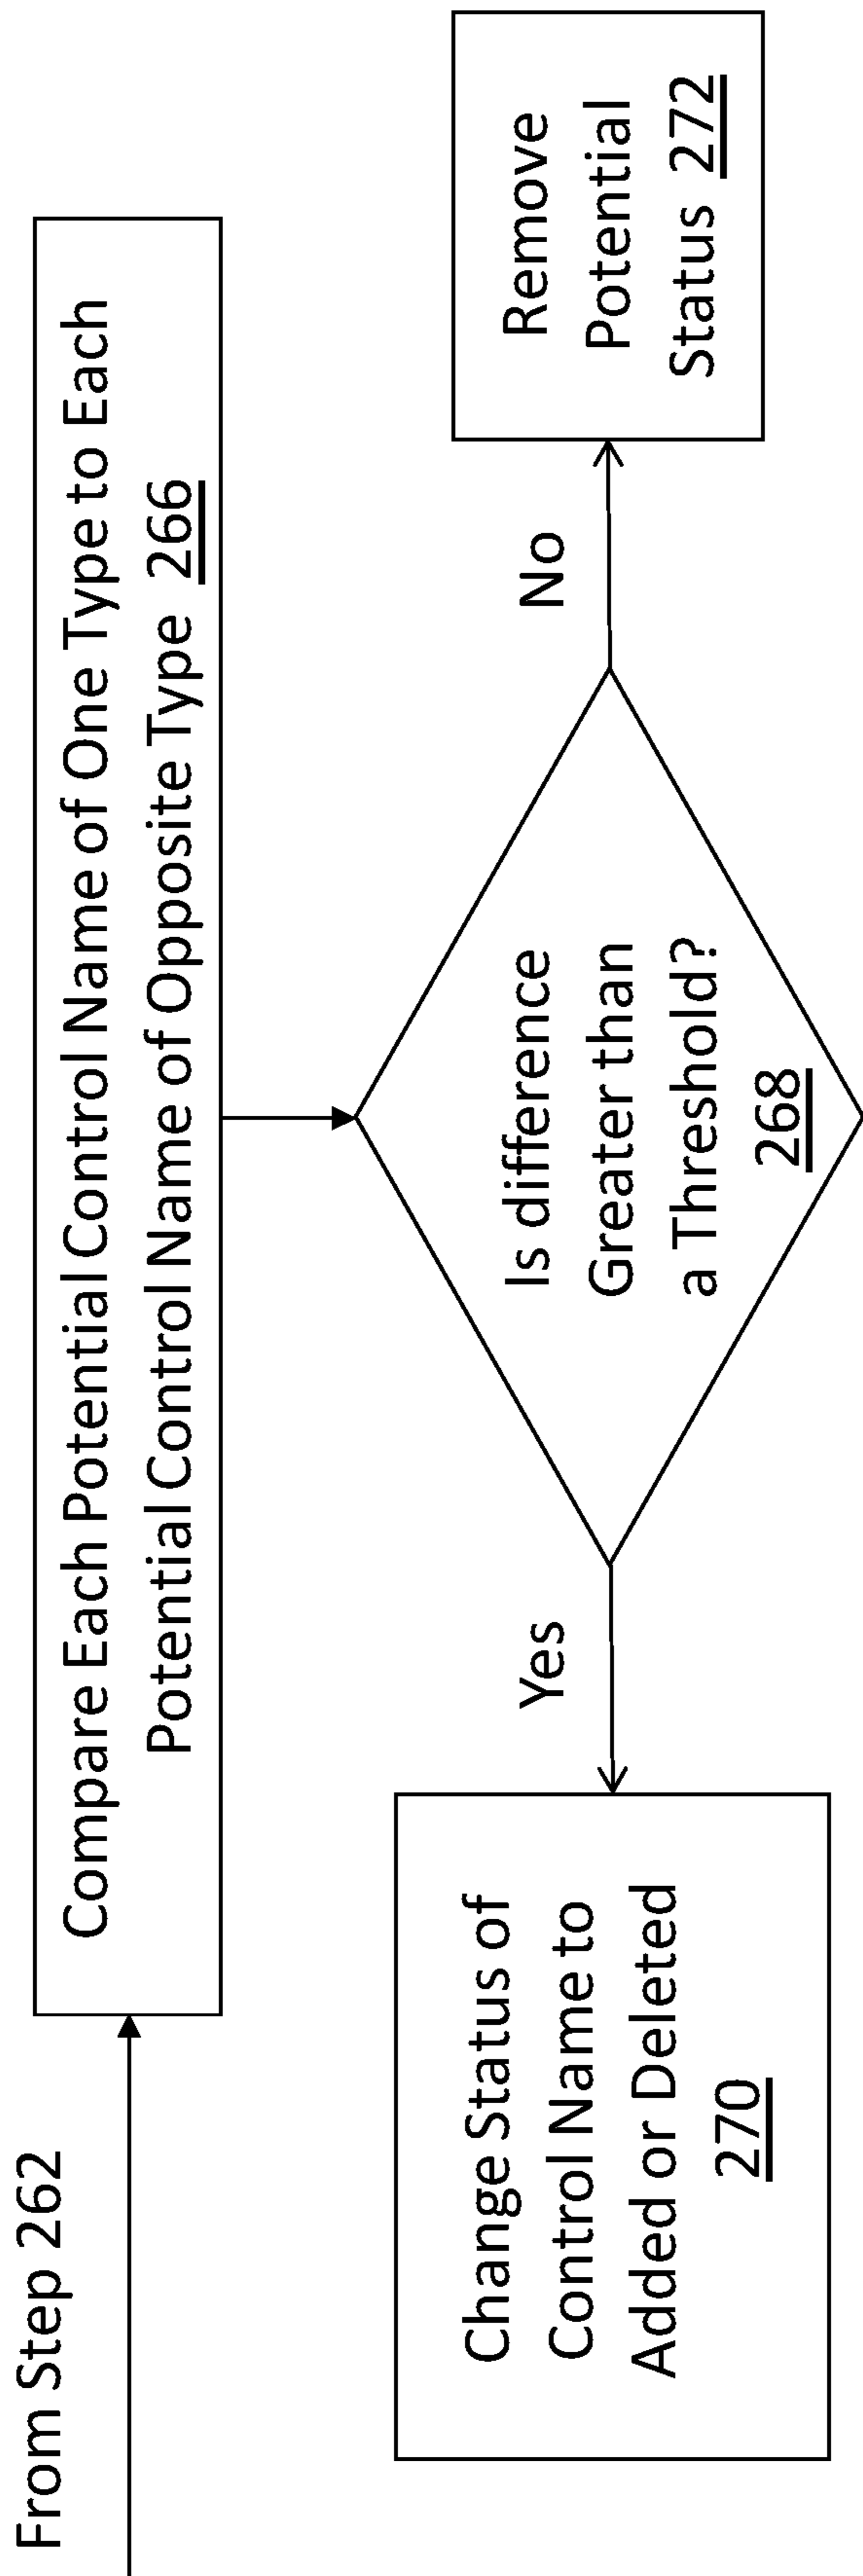 From Step 262
Compare Each Potential Control Name of One Type to Each
Potential Control Name of Opposite Type 266
Is difference
Greater than
a Threshold?
268
Yes
No
Change Status of
Control Name to
Added or Deleted
270
Remove
Potential
Status 272